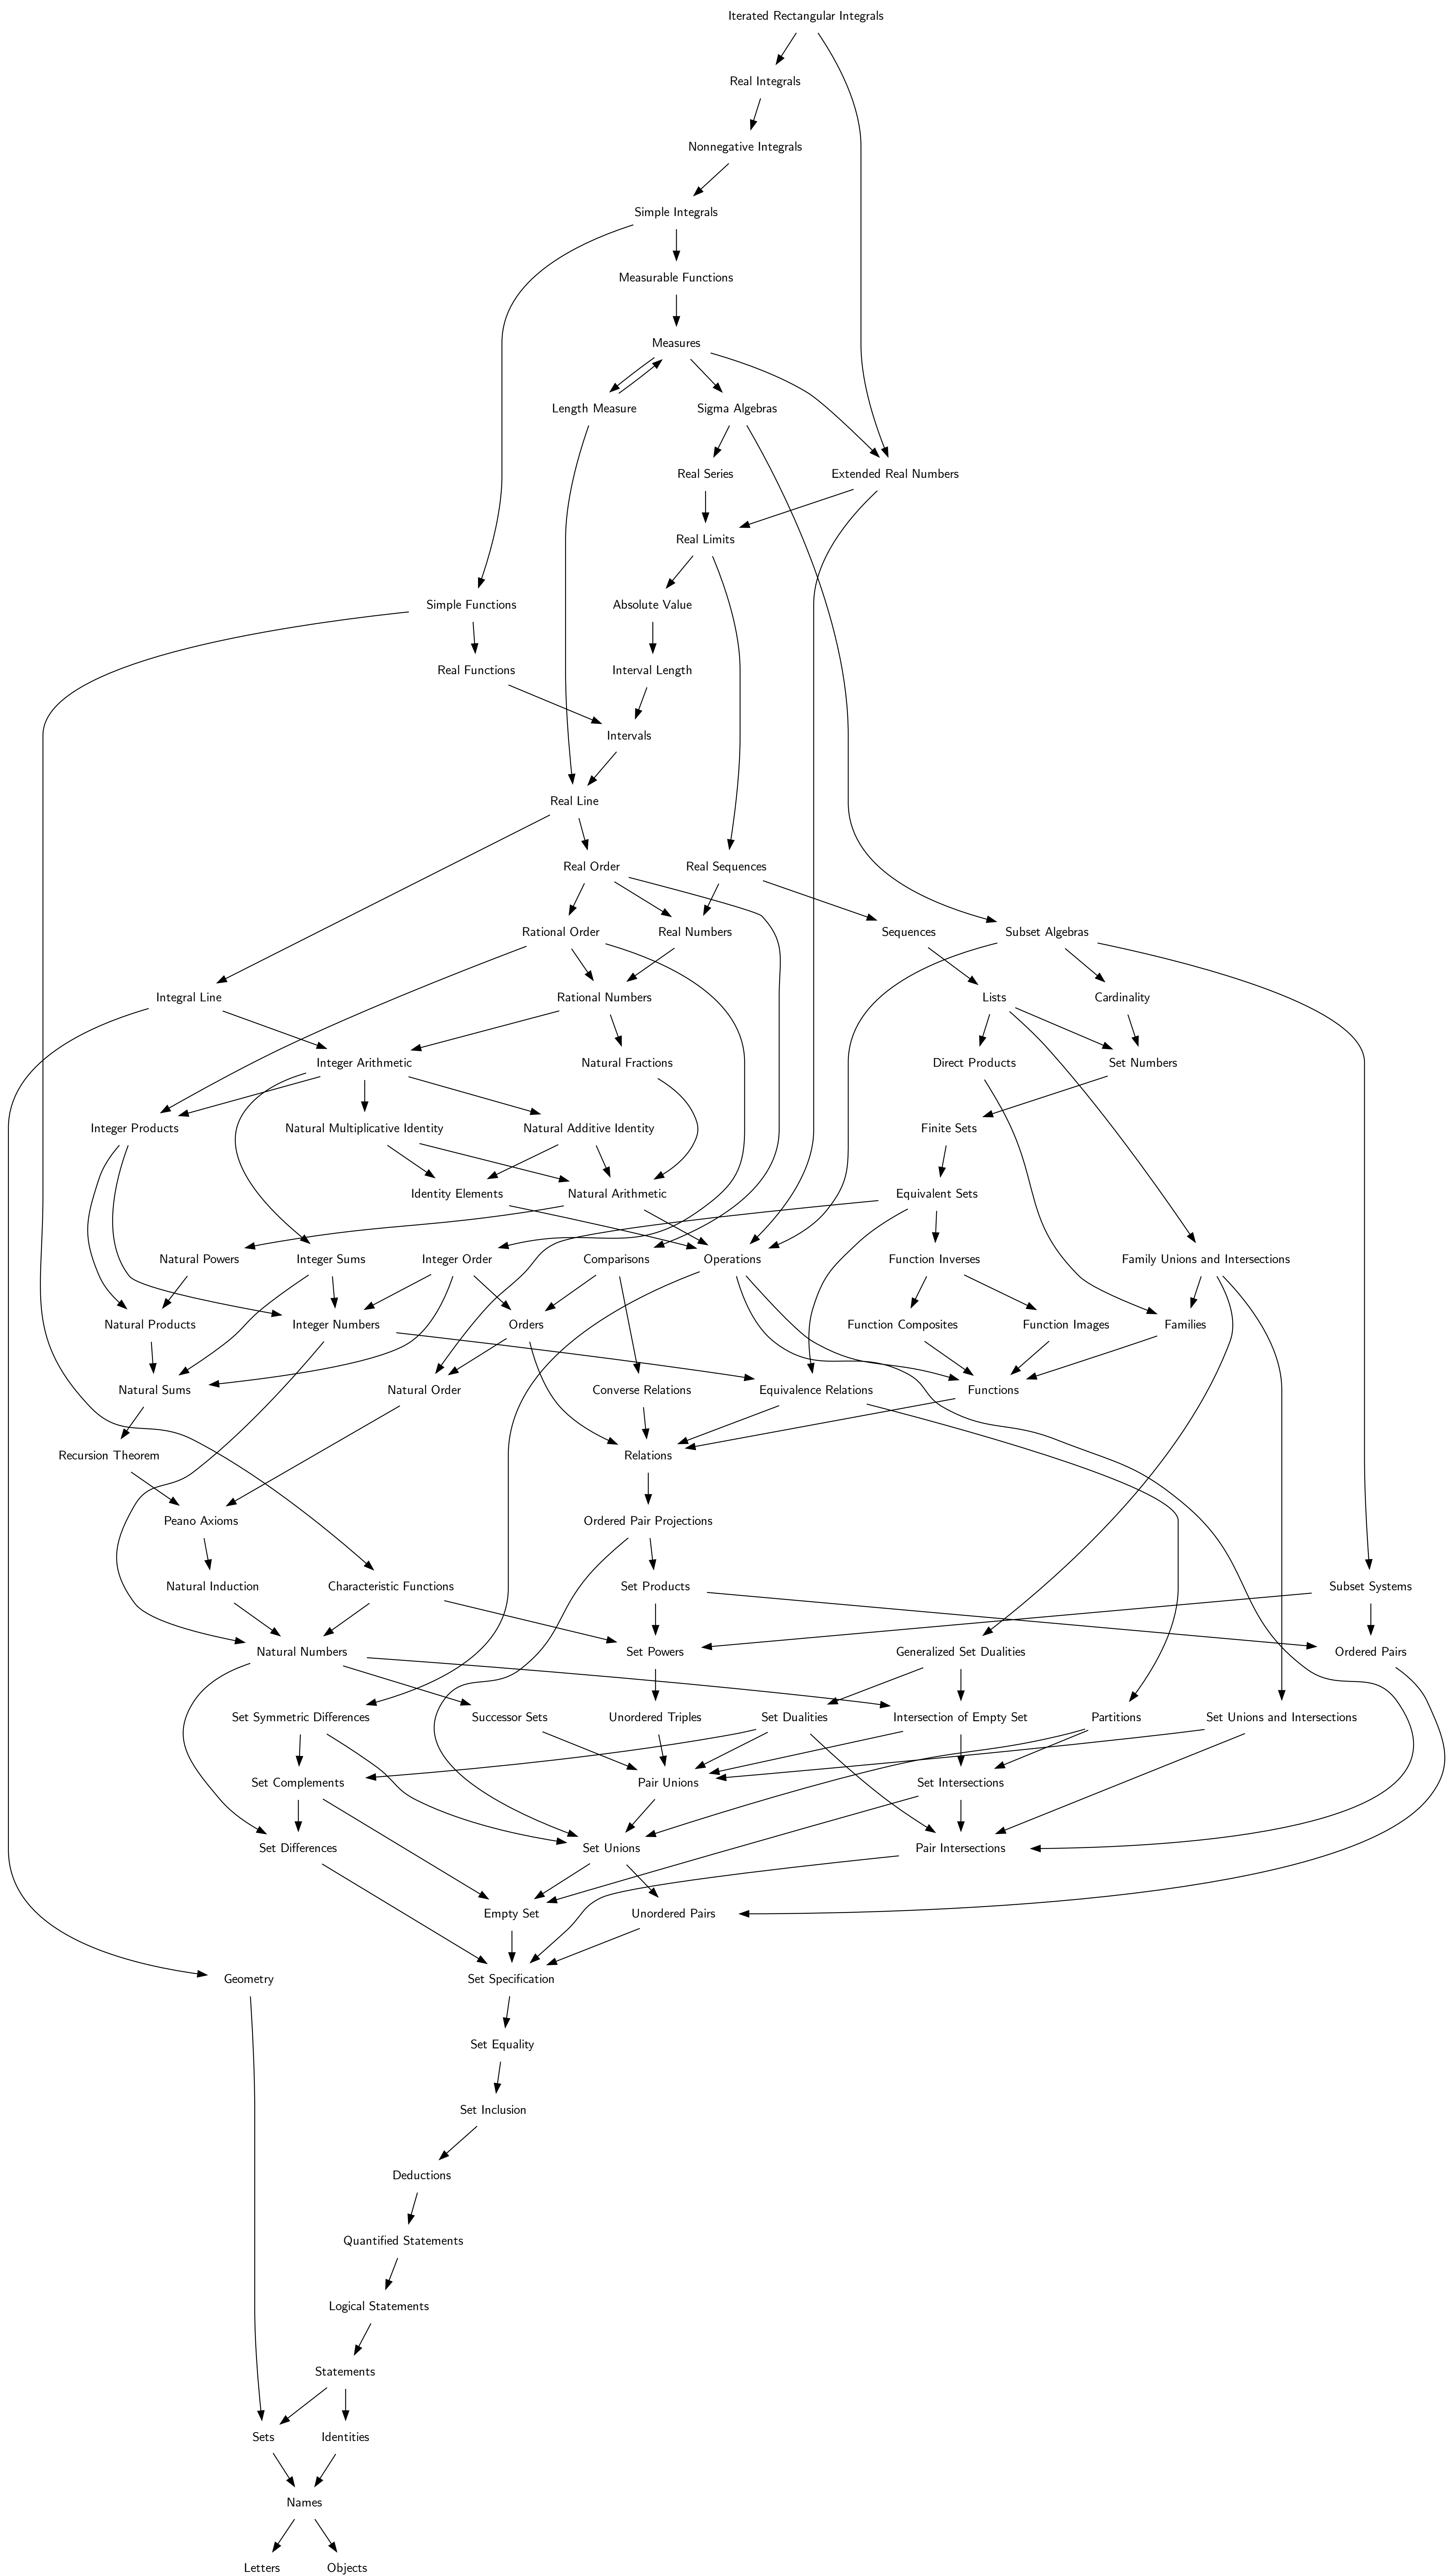 Iterated Rectangular Integrals
Real Integrals
Nonnegative Integrals
Simple Integrals
Measurable Functions
Measures
Length Measure
Sigma Algebras
Real Series
Extended Real Numbers
Real Limits
Simple Functions
Absolute Value
Real Functions
Interval Length
Intervals
Real Line
Real Order
Real Sequences
Rational Order
Real Numbers
Sequences
Subset Algebras
Integral Line
Rational Numbers
Lists
Cardinality
Integer Arithmetic
Natural Fractions
Direct Products
Set Numbers
Integer Products
Natural Multiplicative Identity
Natural Additive Identity
Finite Sets
Identity Elements
Natural Arithmetic
Equivalent Sets
Natural Powers
Integer Sums
Integer Order
Comparisons
Operations
Function Inverses
Family Unions and Intersections
Natural Products
Integer Numbers
Orders
Function Composites
Function Images
Families
Natural Sums
Natural Order
Converse Relations
Equivalence Relations
Functions
Recursion Theorem
Relations
Peano Axioms
Ordered Pair Projections
Natural Induction
Characteristic Functions
Set Products
Subset Systems
Natural Numbers
Set Powers
Generalized Set Dualities
Ordered Pairs
Set Symmetric Differences
Successor Sets
Unordered Triples
Set Dualities
Intersection of Empty Set
Partitions
Set Unions and Intersections
Set Complements
Pair Unions
Set Intersections
Set Differences
Set Unions
Pair Intersections
Empty Set
Unordered Pairs
Geometry
Set Specification
Set Equality
Set Inclusion
Deductions
Quantified Statements
Logical Statements
Statements
Sets
Identities
Names
Letters
Objects